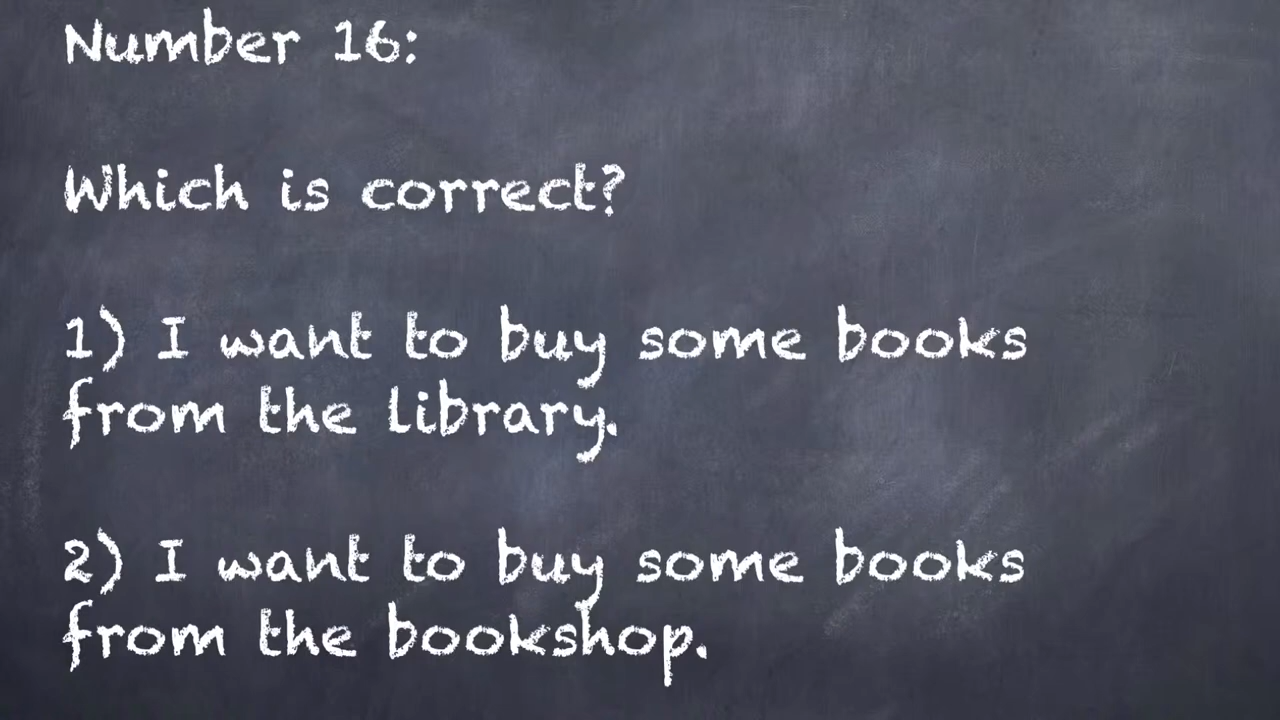 Number 16:
Which is correct?
1) I want to buy some books
from the library.
2) I want to buy some books
from the bookshop.